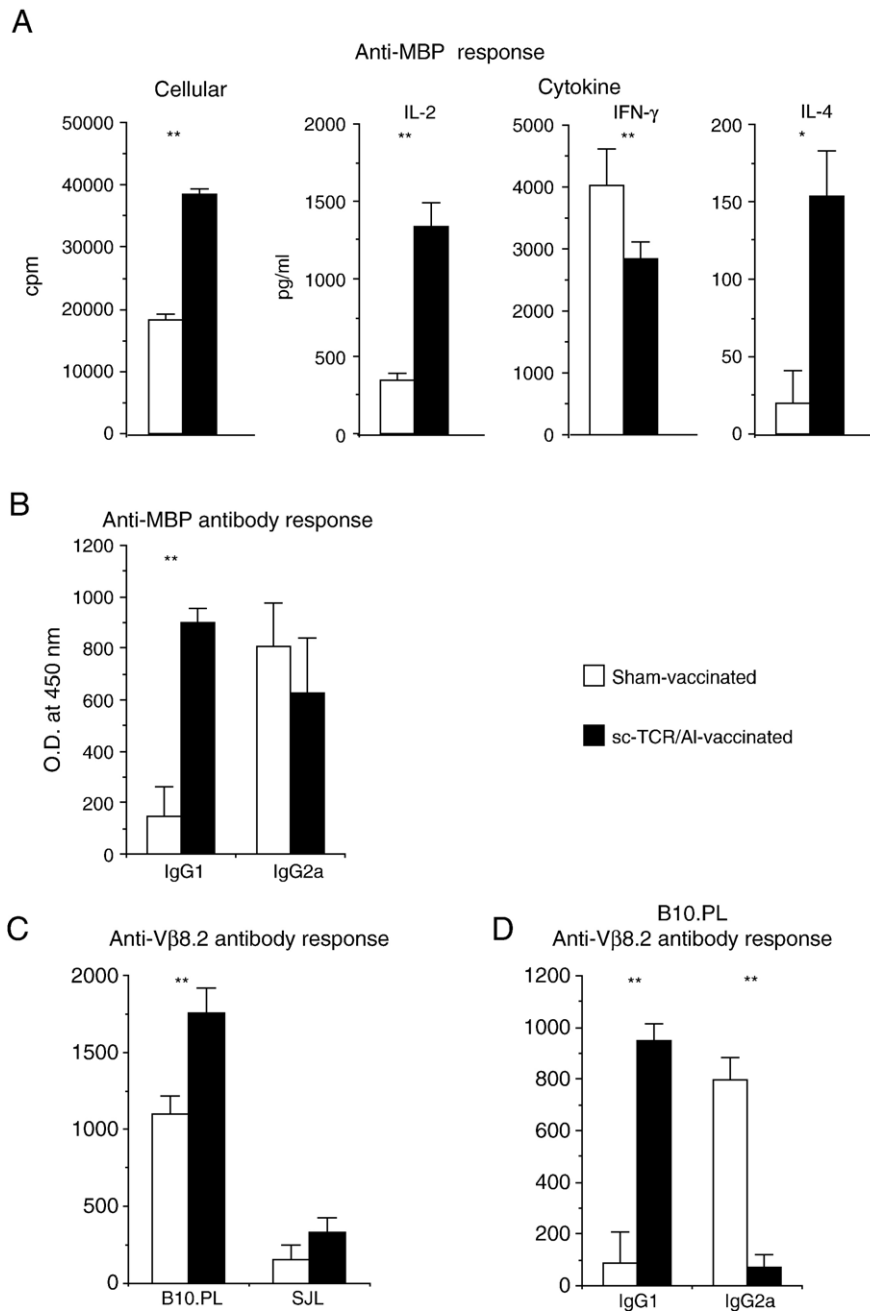 A
Anti-MBP response
Cellular
Cytokine
IL-2
IFN-γ
IL-4
**
**
**
*
50000
40000
30000
20000
10000
0
cpm
2000
1500
1000
500
0
pg/ml
5000
4000
3000
2000
1000
0
200
150
100
50
0
B
Anti-MBP antibody response
**
1200
1000
800
600
400
200
0
O.D. at 450 nm
IgG1 IgG2a
Sham-vaccinated
sc-TCR/Al-vaccinated
C
Anti-Vβ8.2 antibody response
**
2000
1500
1000
500
0
B10.PL SJL
D
B10.PL
Anti-Vβ8.2 antibody response
** **
1200
1000
800
600
400
200
0
IgG1 IgG2a